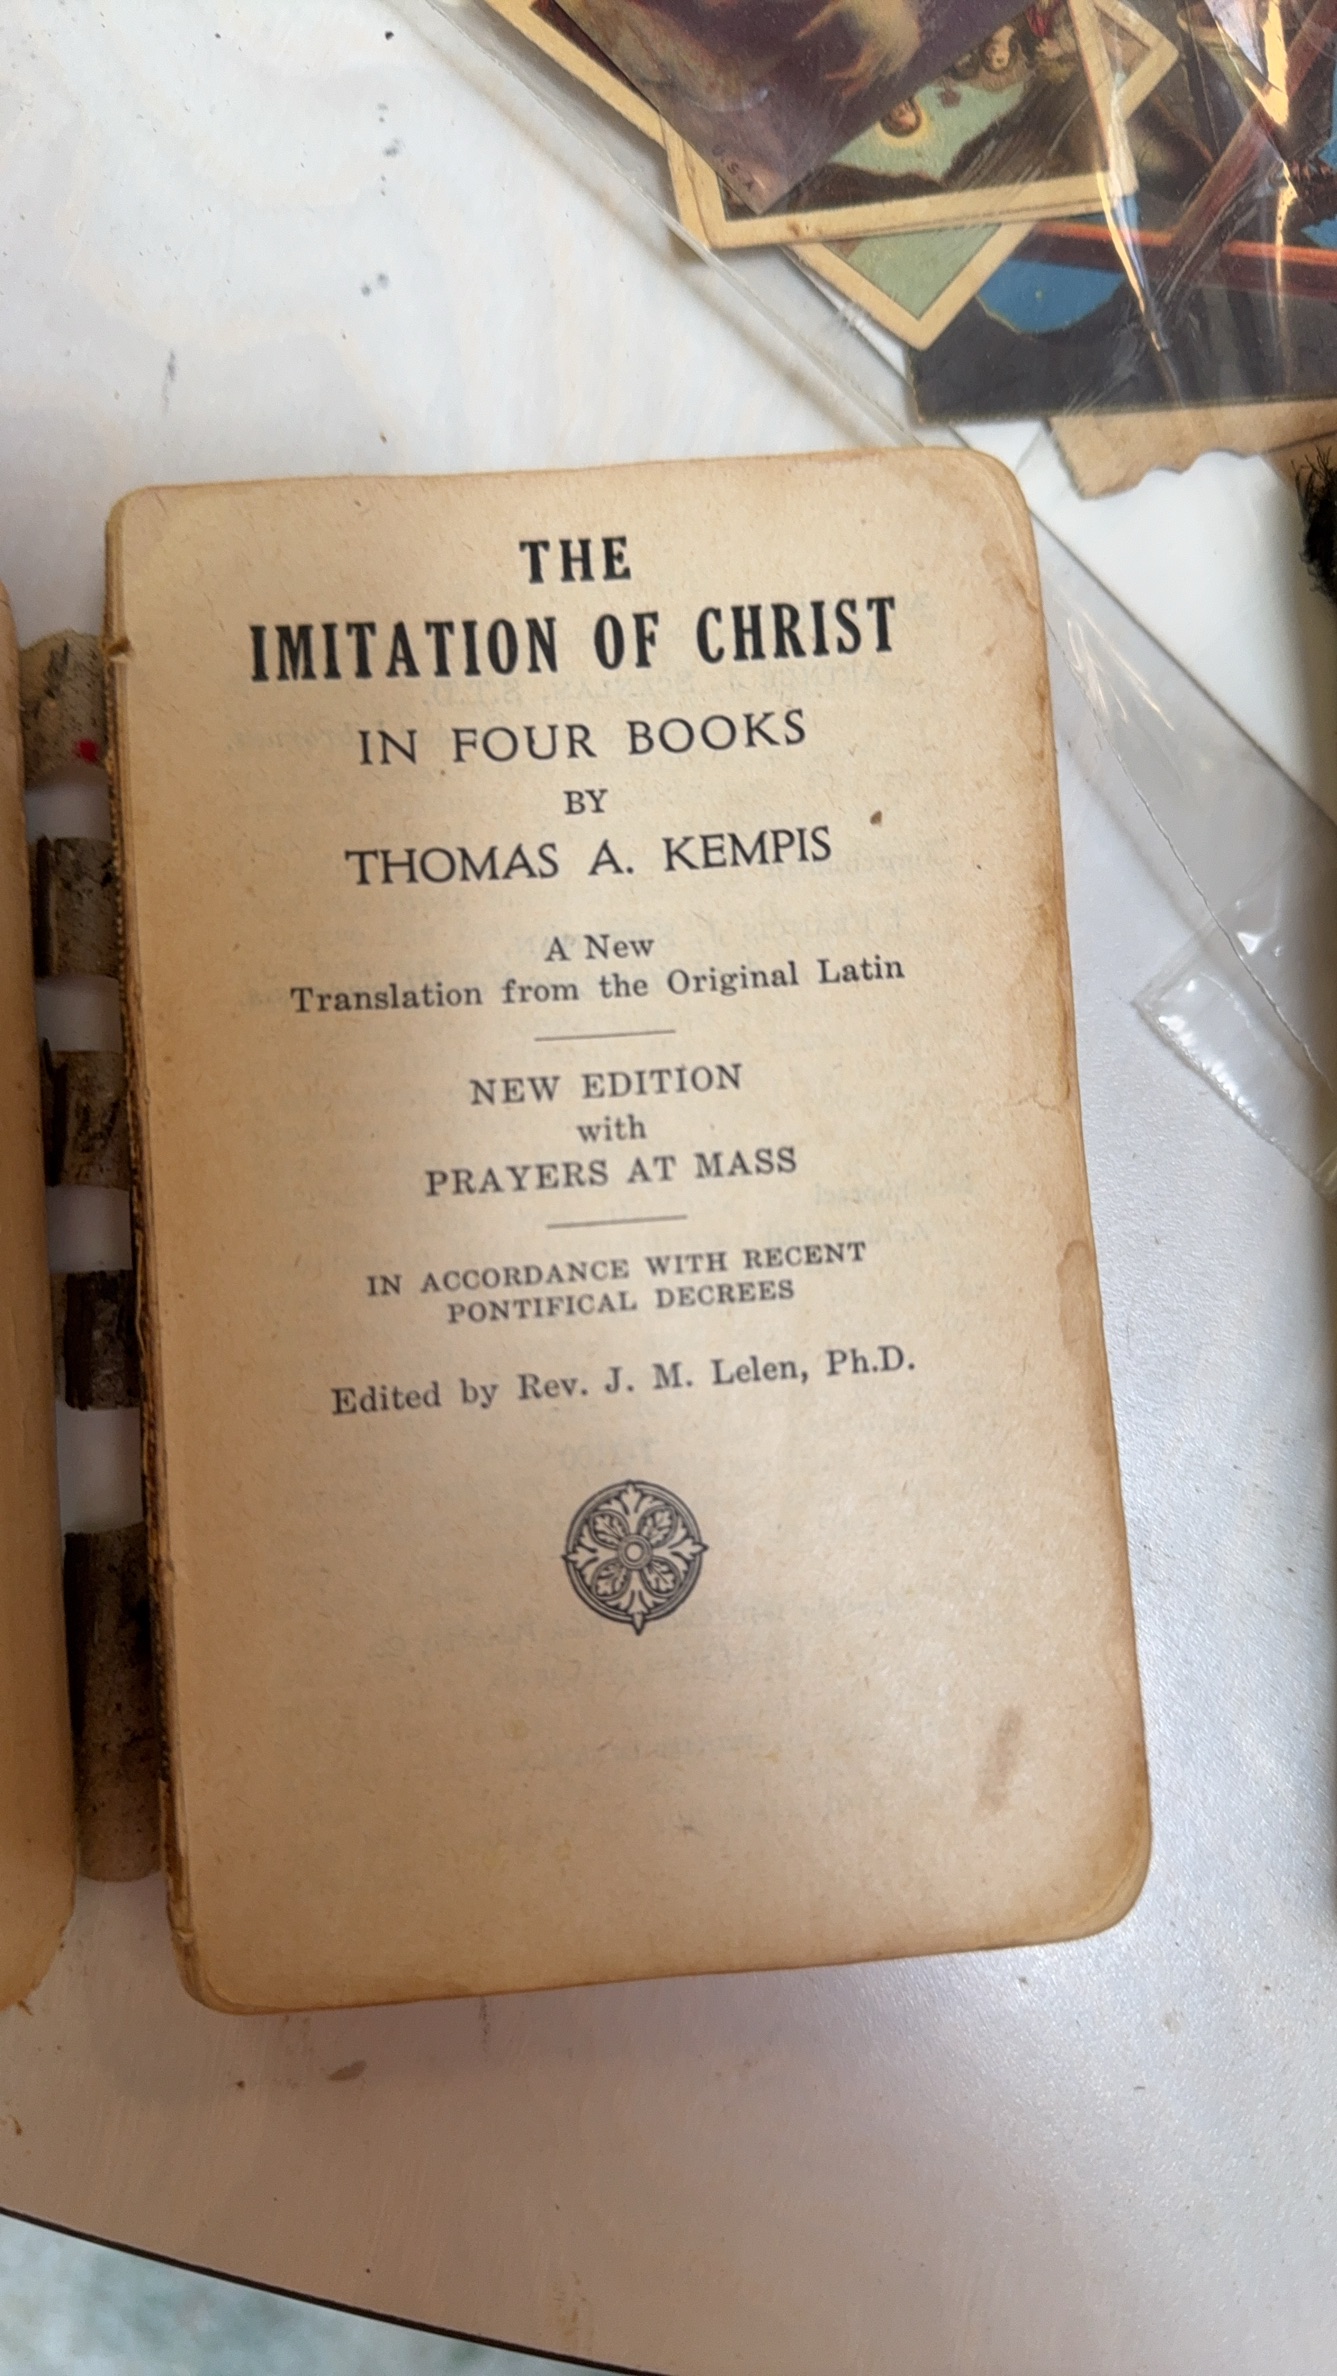 THE
IMITATION OF CHRIST
IN FOUR BOOKS
BY
THOMAS A. KEMPIS
A New
Translation from the Original Latin
NEW EDITION
with
PRAYERS AT MASS
IN ACCORDANCE WITH RECENT
PONTIFICAL DECREES
Edited by Rev. J. M. Lelen, Ph.D.